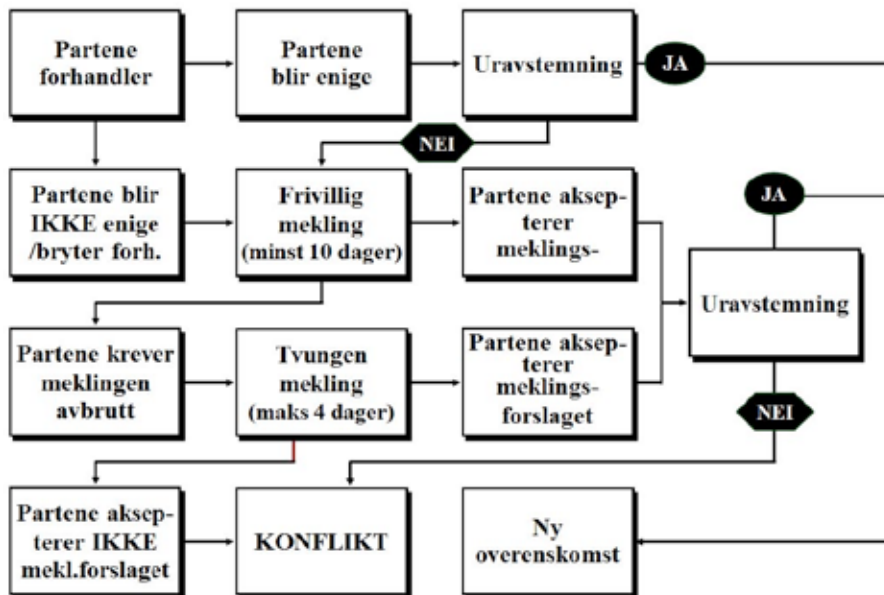 Partene
forhandler
Partene
blir enige
Uravstemning
JA
NEI
Partene blir
IKKE enige
/bryter forh.
Frivillig
mekling
(minst 10 dager)
Partene aksep-
terer
meklings-
JA
Uravstemning
Partene krever
meklingen
avbrutt
Tvungen
mekling
(maks 4 dager)
Partene aksep-
terer
meklings-
forslaget
NEI
Partene aksep-
terer IKKE
mekl.forslaget
KONFLIKT
Ny
overenskomst